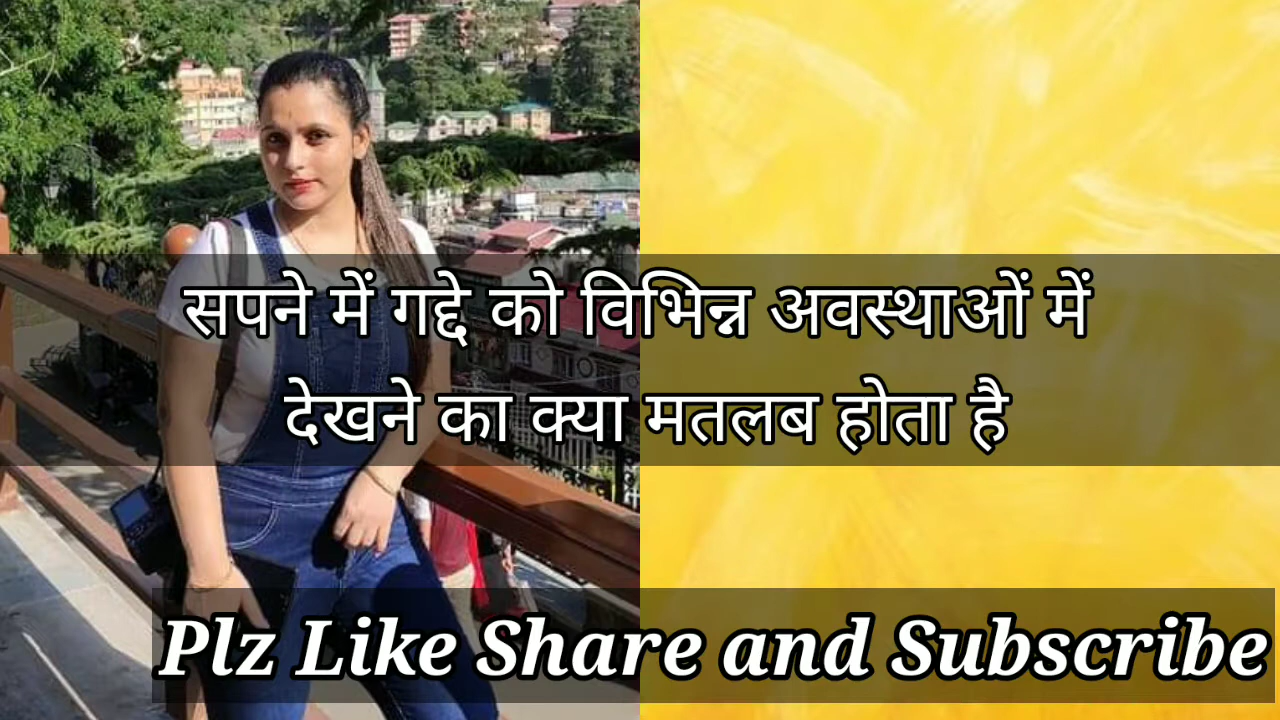 सपने में गद्दे को विभिन्न अवस्थाओं में
देखने का क्या मतलब होता है
Plz Like Share and Subscribe